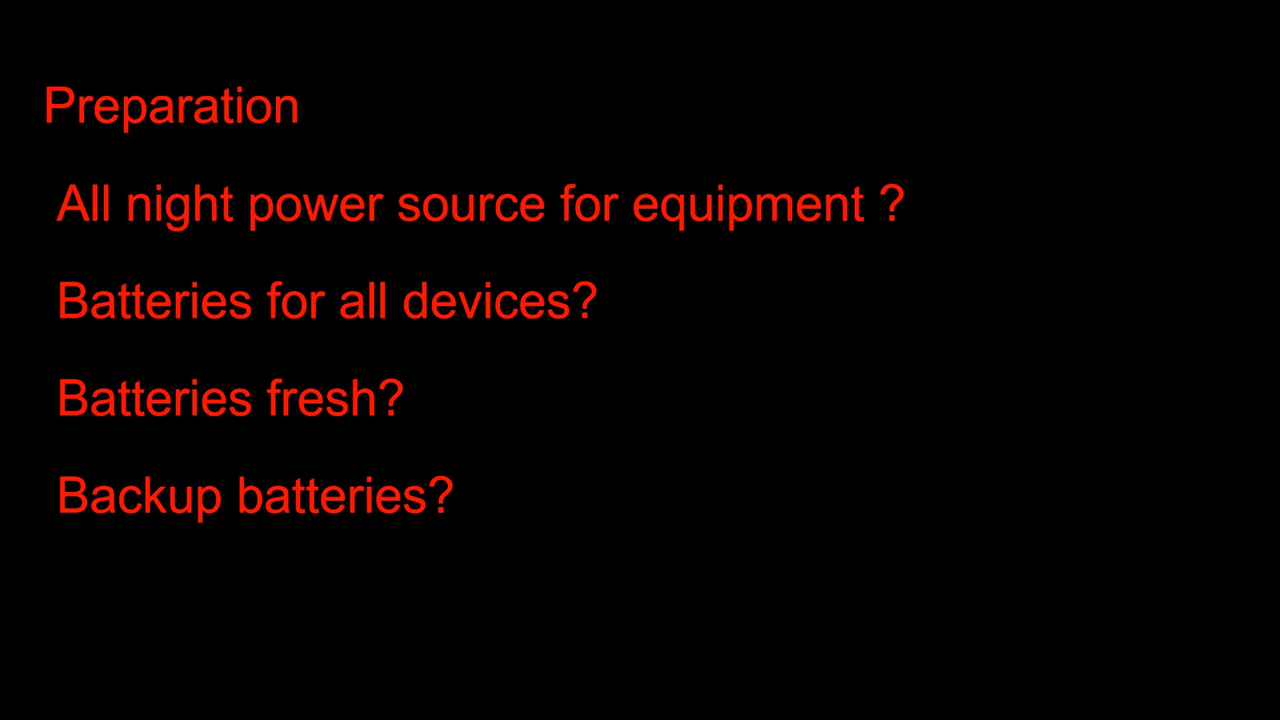 Preparation
All night power source for equipment ?
Batteries for all devices?
Batteries fresh?
Backup batteries?